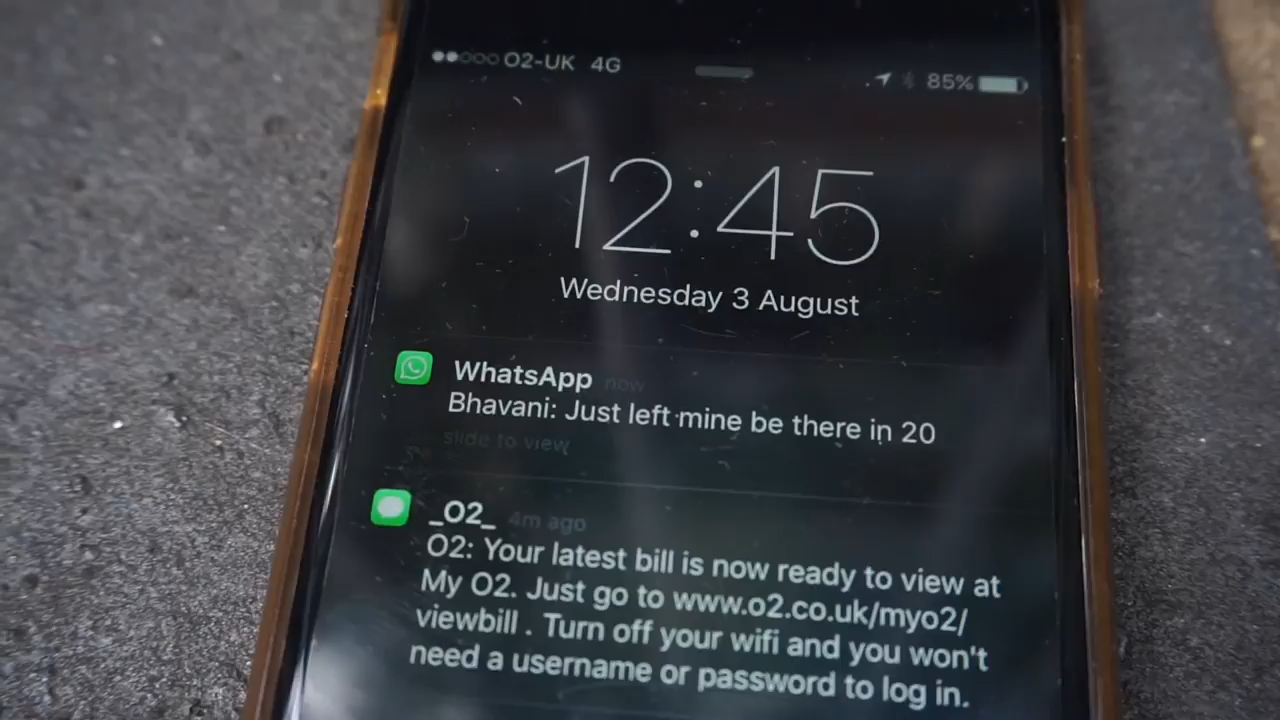 O2-UK 4G 85%
12:45
Wednesday 3 August
WhatsApp now
Bhavani: Just left mine be there in 20
slide to view
_O2_ 4m ago
O2: Your latest bill is now ready to view at
My O2. Just go to www.o2.co.uk/myo2/
viewbill . Turn off your wifi and you won't
need a username or password to log in.